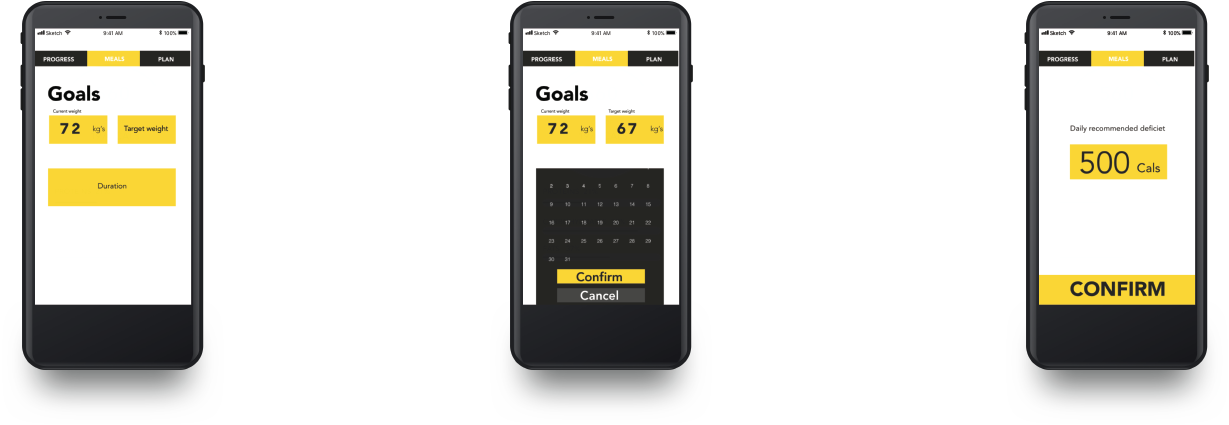 Sketch 9:41 AM 100%
PROGRESS MEALS PLAN
Goals
Current weight
72 kg's Target weight
Duration
Sketch 9:41 AM 100%
PROGRESS MEALS PLAN
Goals
Current weight Target weight
72 kg's 67 kg's
2 3 4 5 6 7 8
9 10 11 12 13 14 15
16 17 18 19 20 21 22
23 24 25 26 27 28 29
30 31
Confirm
Cancel
Sketch 9:41 AM 100%
PROGRESS MEALS PLAN
Daily recommended deficiet
500 Cals
CONFIRM